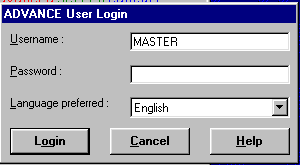 ADVANCE User Login
Username : MASTER
Password :
Language preferred : English
Login Cancel Help